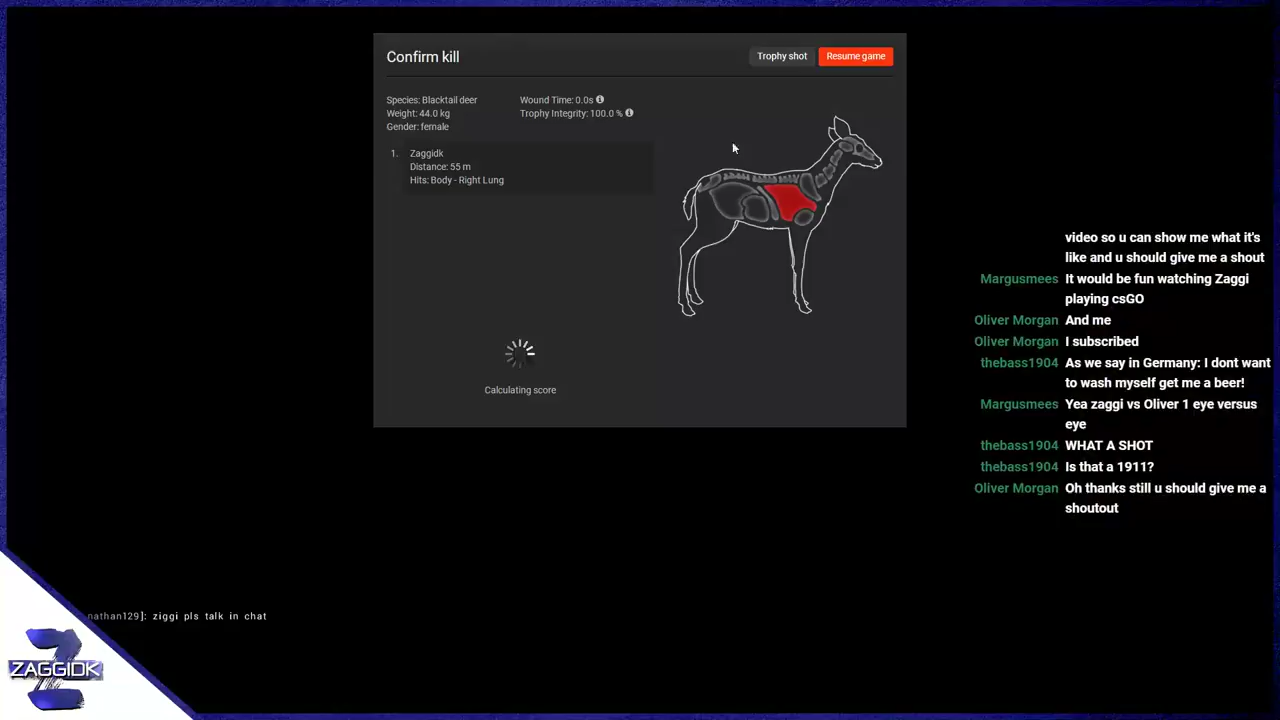 Confirm kill
Trophy shot
Resume game
Species: Blacktail deer
Weight: 44.0 kg
Gender: female
Wound Time: 0.0s
Trophy Integrity: 100.0 %
1.
Zaggidk
Distance: 55 m
Hits: Body - Right Lung
Calculating score
video so u can show me what it's
like and u should give me a shout
Margusmees It would be fun watching Zaggi
playing csGO
Oliver Morgan And me
Oliver Morgan I subscribed
thebass1904 As we say in Germany: I dont want
to wash myself get me a beer!
Margusmees Yea zaggi vs Oliver 1 eye versus
eye
thebass1904 WHAT A SHOT
thebass1904 Is that a 1911?
Oliver Morgan Oh thanks still u should give me a
shoutout
nathan129]: ziggi pls talk in chat
ZAGGIDK